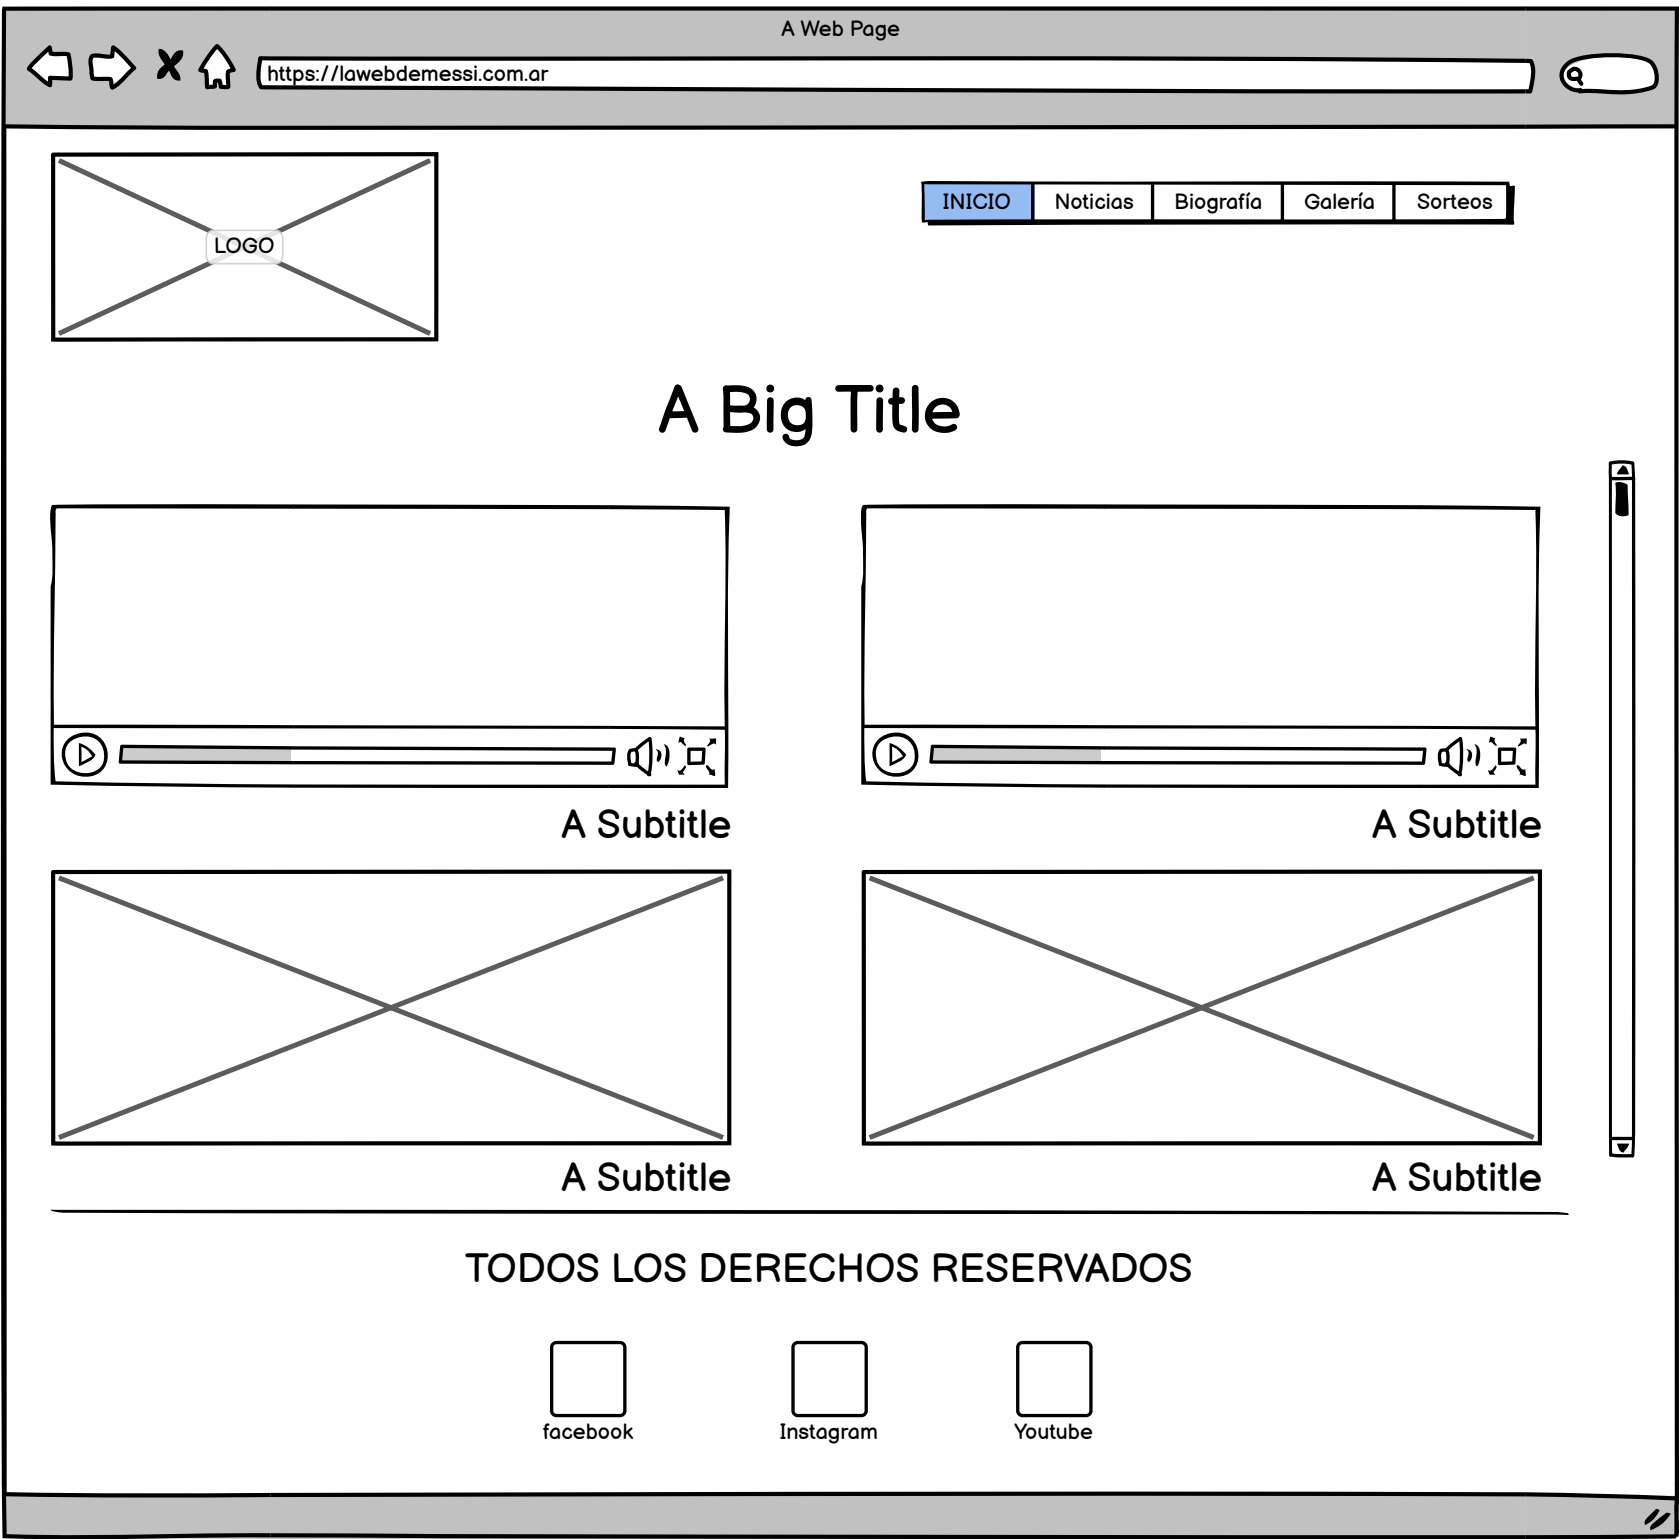 A Web Page
https://lawebdemessi.com.ar
LOGO
INICIO Noticias Biografía Galería Sorteos
A Big Title
A Subtitle A Subtitle
A Subtitle A Subtitle
TODOS LOS DERECHOS RESERVADOS
facebook Instagram Youtube